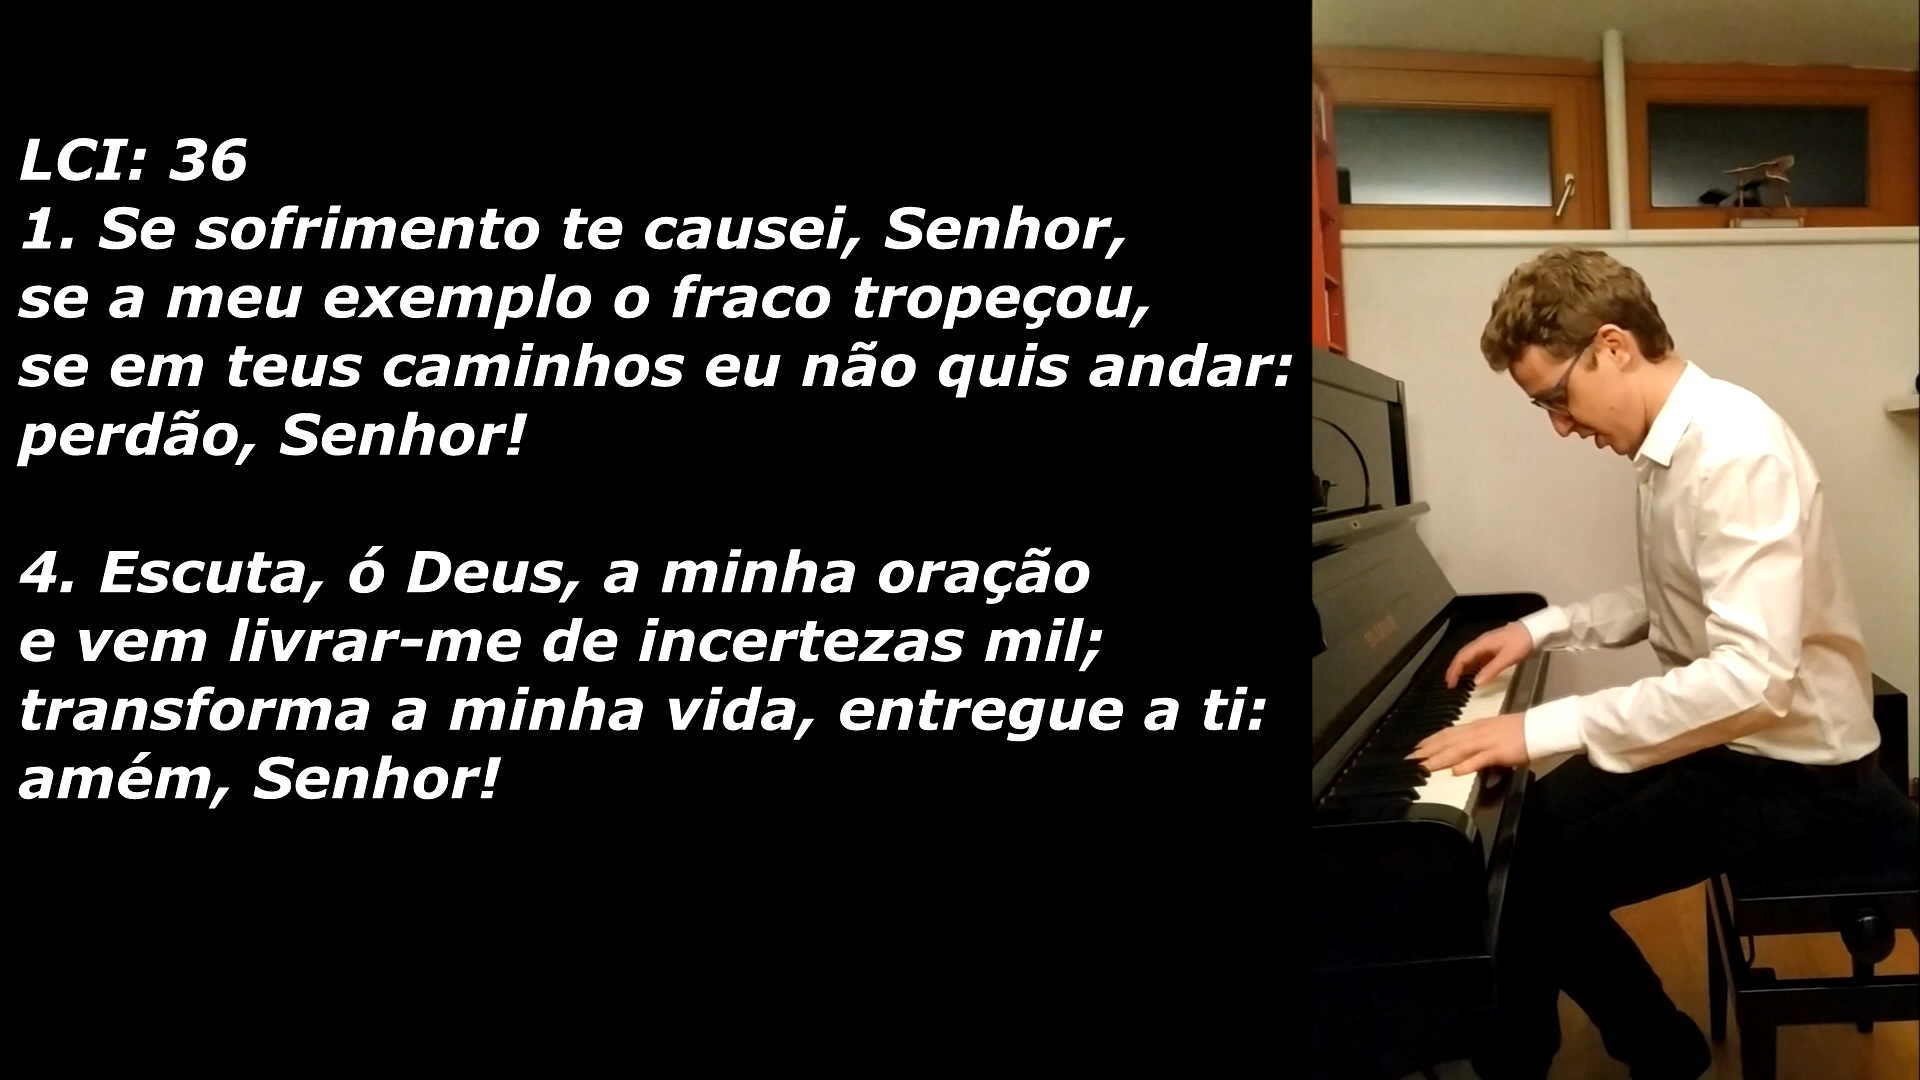 LCI: 36
1. Se sofrimento te causei, Senhor,
se a meu exemplo o fraco tropeçou,
se em teus caminhos eu não quis andar:
perdão, Senhor!
4. Escuta, ó Deus, a minha oração
e vem livrar-me de incertezas mil;
transforma a minha vida, entregue a ti:
amém, Senhor!